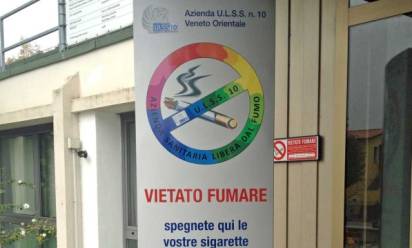 Azienda U.L.S.S. n. 10
Veneto Orientale
U.L.S.S. n. 10
AZIENDA SANITARIA LIBERA DAL FUMO
VIETATO FUMARE
spegnete qui le
vostre sigarette
VIETATO FUMARE